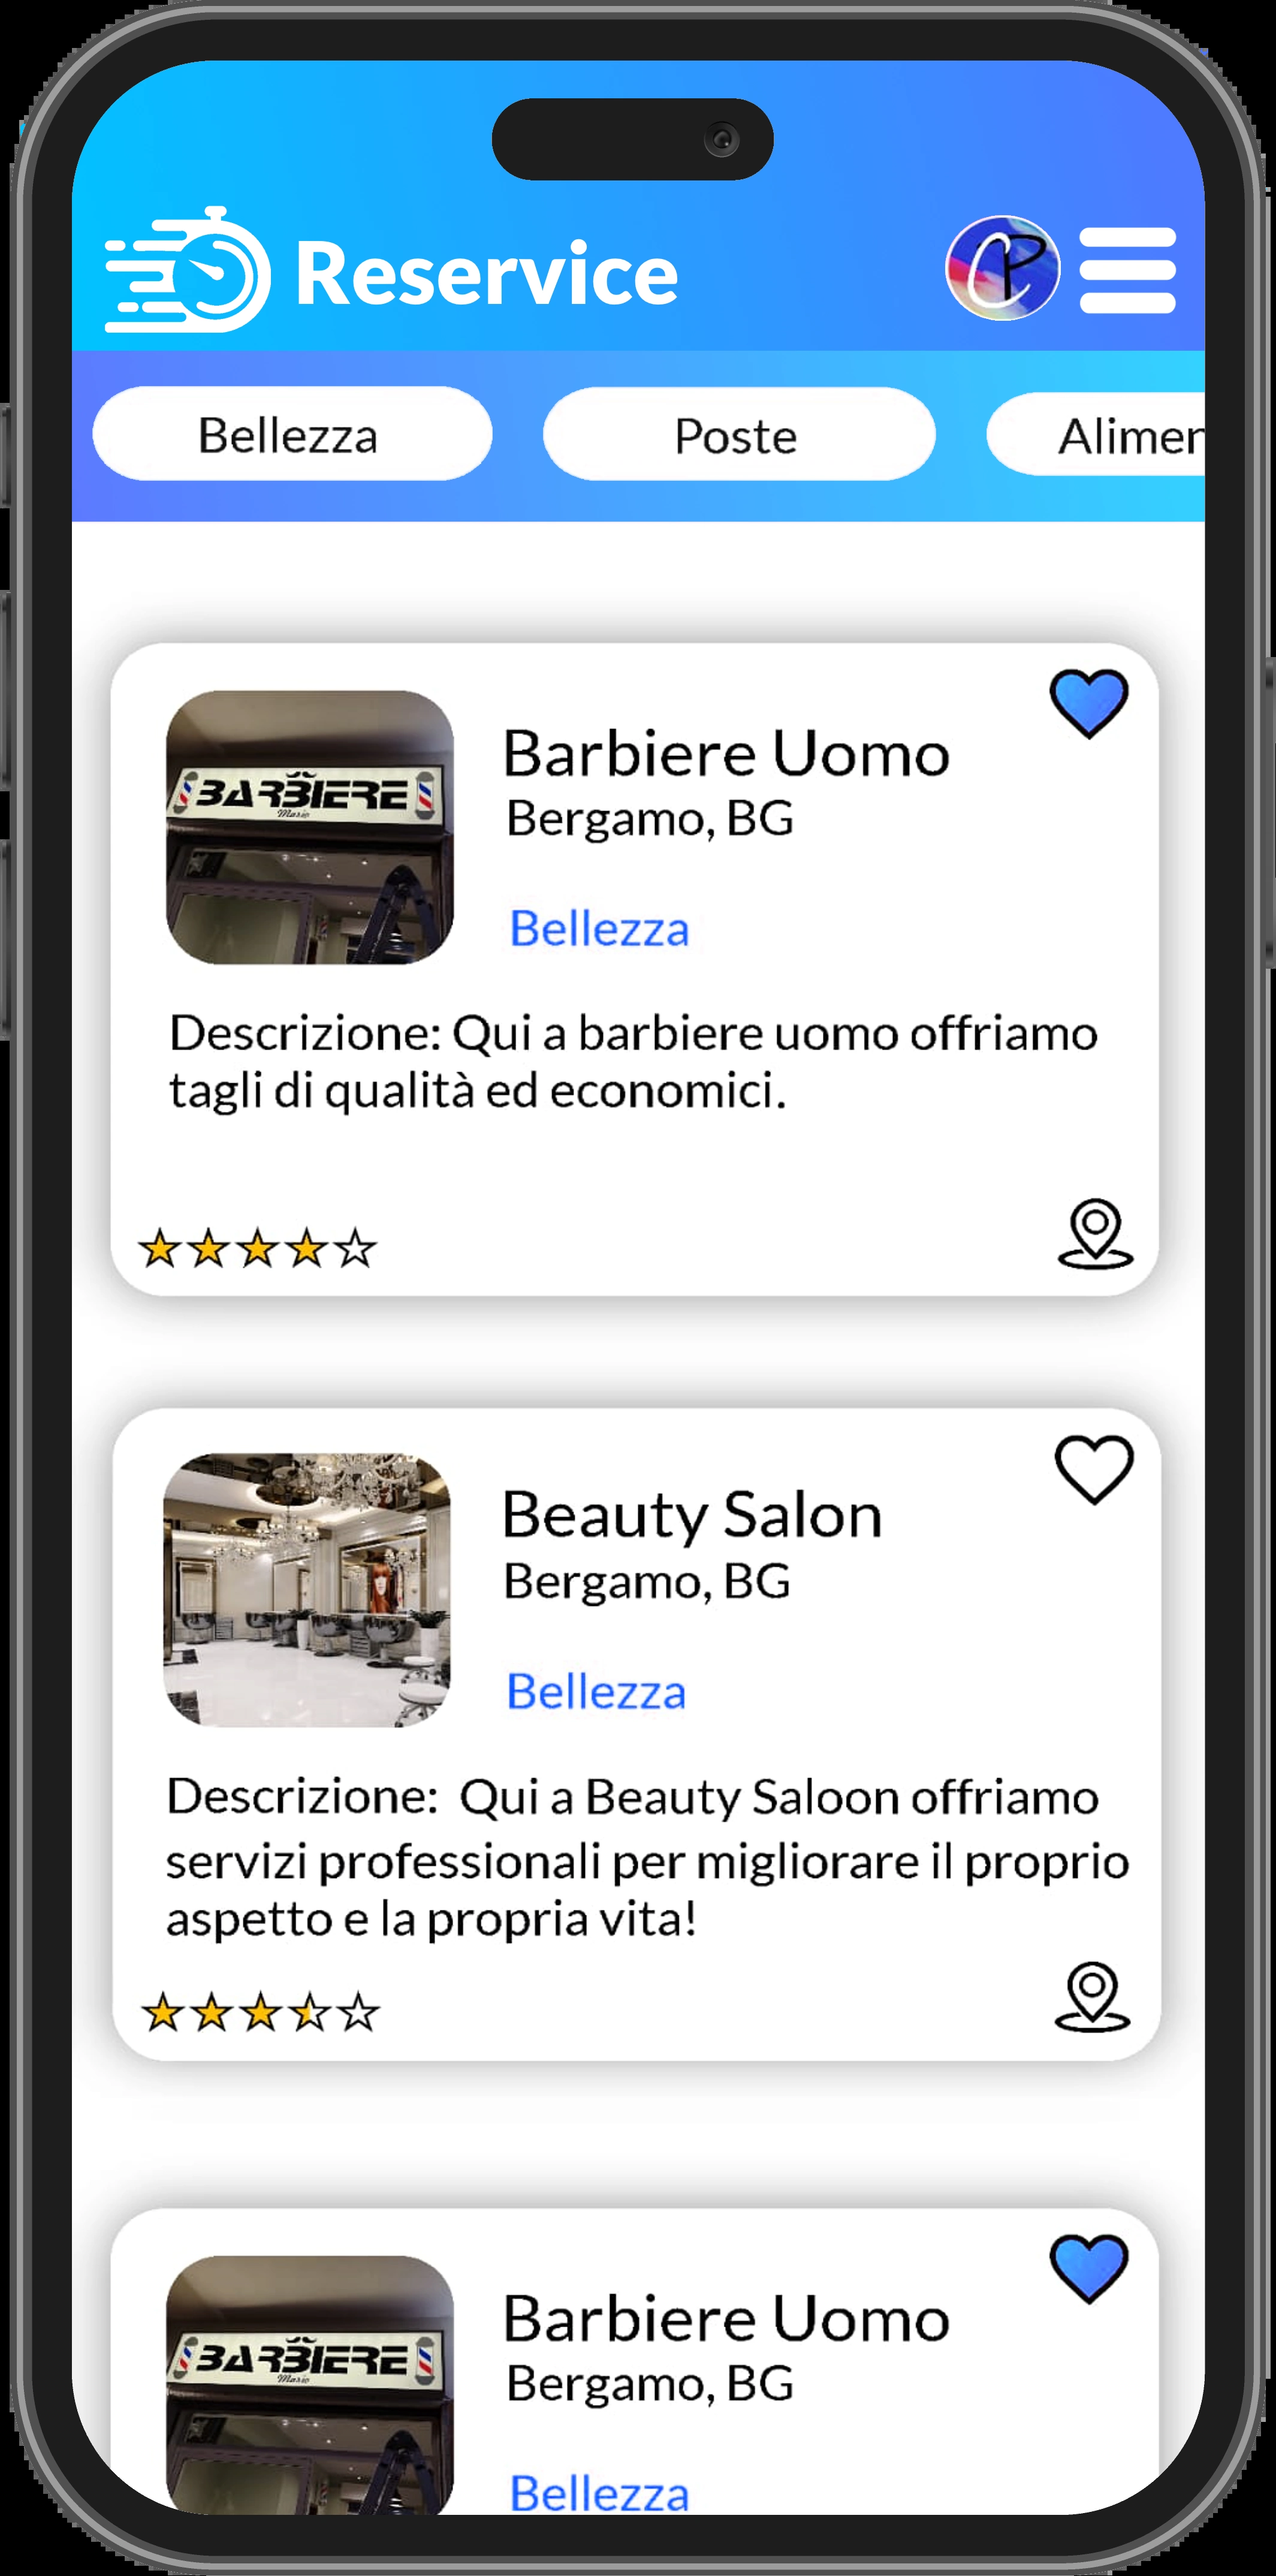 Reservice
CP
Bellezza
Poste
Alimen
Barbiere Uomo
Bergamo, BG
Bellezza
BARBIERE
Mario
Descrizione: Qui a barbiere uomo offriamo
tagli di qualità ed economici.
Beauty Salon
Bergamo, BG
Bellezza
Descrizione: Qui a Beauty Saloon offriamo
servizi professionali per migliorare il proprio
aspetto e la propria vita!
Barbiere Uomo
Bergamo, BG
Bellezza
BARBIERE
Mario